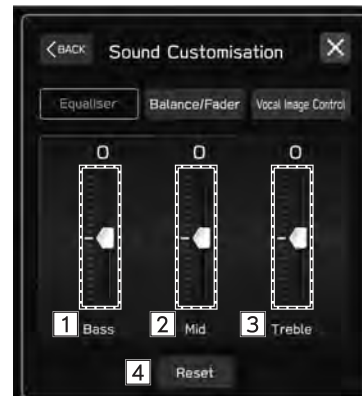 BACK Sound Customisation
Equaliser Balance/Fader Vocal Image Control
0 0 0
1 Bass 2 Mid 3 Treble
4 Reset